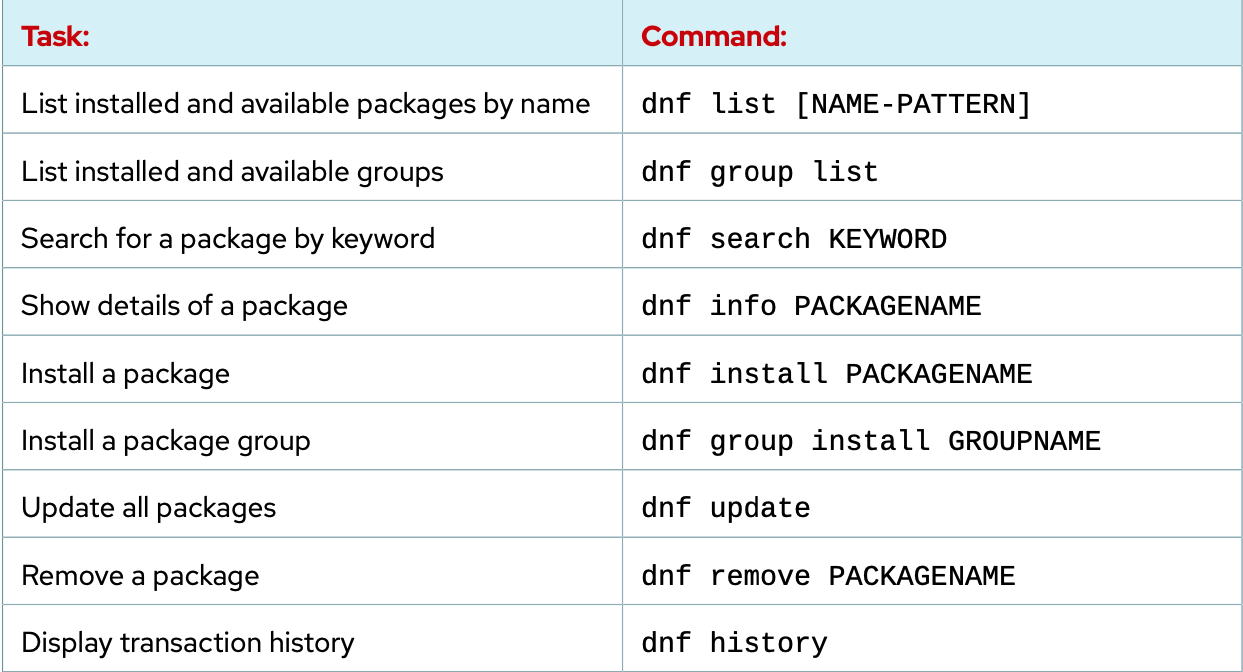 Task: Command:
List installed and available packages by name dnf list [NAME-PATTERN]
List installed and available groups dnf group list
Search for a package by keyword dnf search KEYWORD
Show details of a package dnf info PACKAGENAME
Install a package dnf install PACKAGENAME
Install a package group dnf group install GROUPNAME
Update all packages dnf update
Remove a package dnf remove PACKAGENAME
Display transaction history dnf history